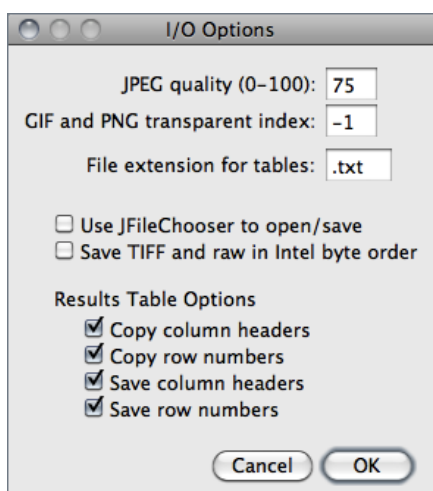 I/O Options
JPEG quality (0–100): 75
GIF and PNG transparent index: –1
File extension for tables: .txt
Use JFileChooser to open/save
Save TIFF and raw in Intel byte order
Results Table Options
Copy column headers
Copy row numbers
Save column headers
Save row numbers
Cancel OK